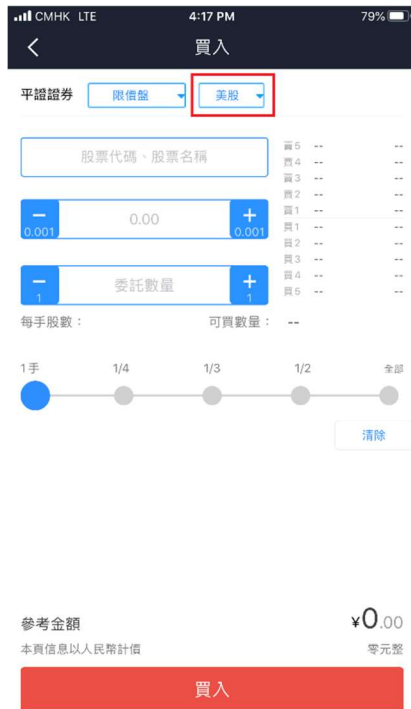 CMHK LTE 4:17 PM 79%
買入
平證證券 限價盤 美股
股票代碼、股票名稱
賣5 -- --
賣4 -- --
賣3 -- --
賣2 -- --
賣1 -- --
買1 -- --
買2 -- --
買3 -- --
買4 -- --
買5 -- --
− 0.00 +
0.001 0.001
− 委託數量 +
1 1
每手股數： 可買數量： --
1手 1/4 1/3 1/2 全部
清除
參考金額 ¥0.00
本頁信息以人民幣計價 零元整
買入